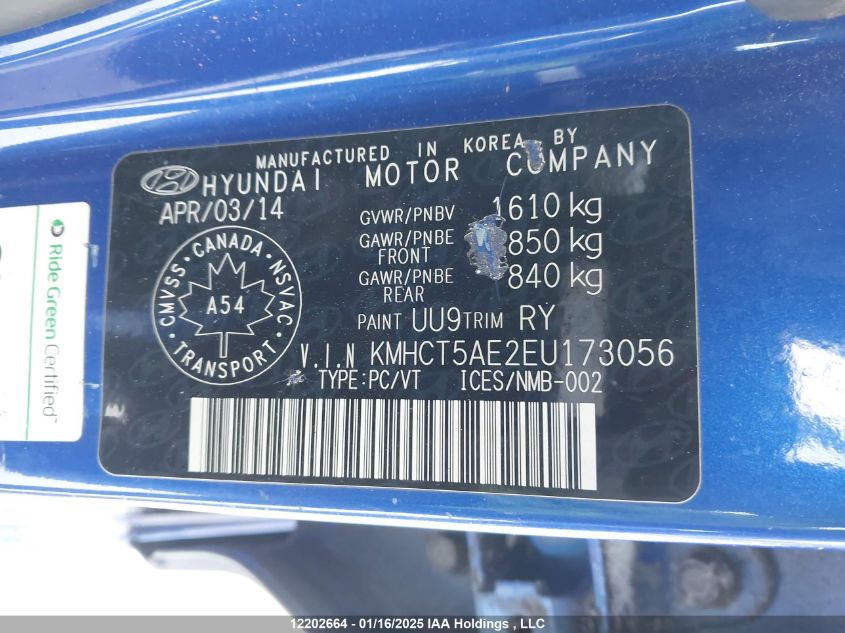 MANUFACTURED IN KOREA BY
HYUNDAI MOTOR COMPANY
APR/03/14
GVWR/PNBV 1610 kg
GAWR/PNBE FRONT 850 kg
GAWR/PNBE REAR 840 kg
CMVSS · CANADA · NSVAC
A54
TRANSPORT
PAINT UU9 TRIM RY
V.I.N KMHCT5AE2EU173056
TYPE:PC/VT ICES/NMB-002
Ride Green Certified™
12202664 - 01/16/2025 IAA Holdings , LLC